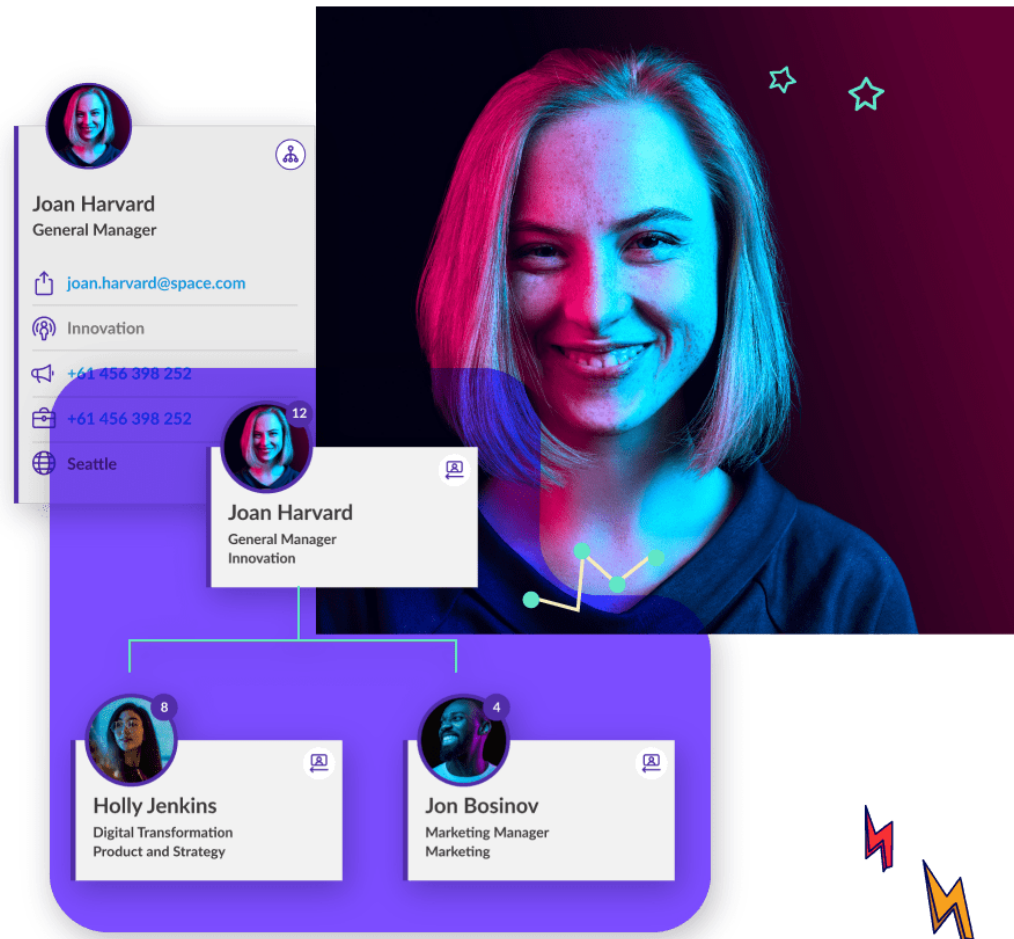 Joan Harvard
General Manager
joan.harvard@space.com
Innovation
+61 456 398 252
+61 456 398 252
Seattle
12
Joan Harvard
General Manager
Innovation
8
Holly Jenkins
Digital Transformation
Product and Strategy
4
Jon Bosinov
Marketing Manager
Marketing